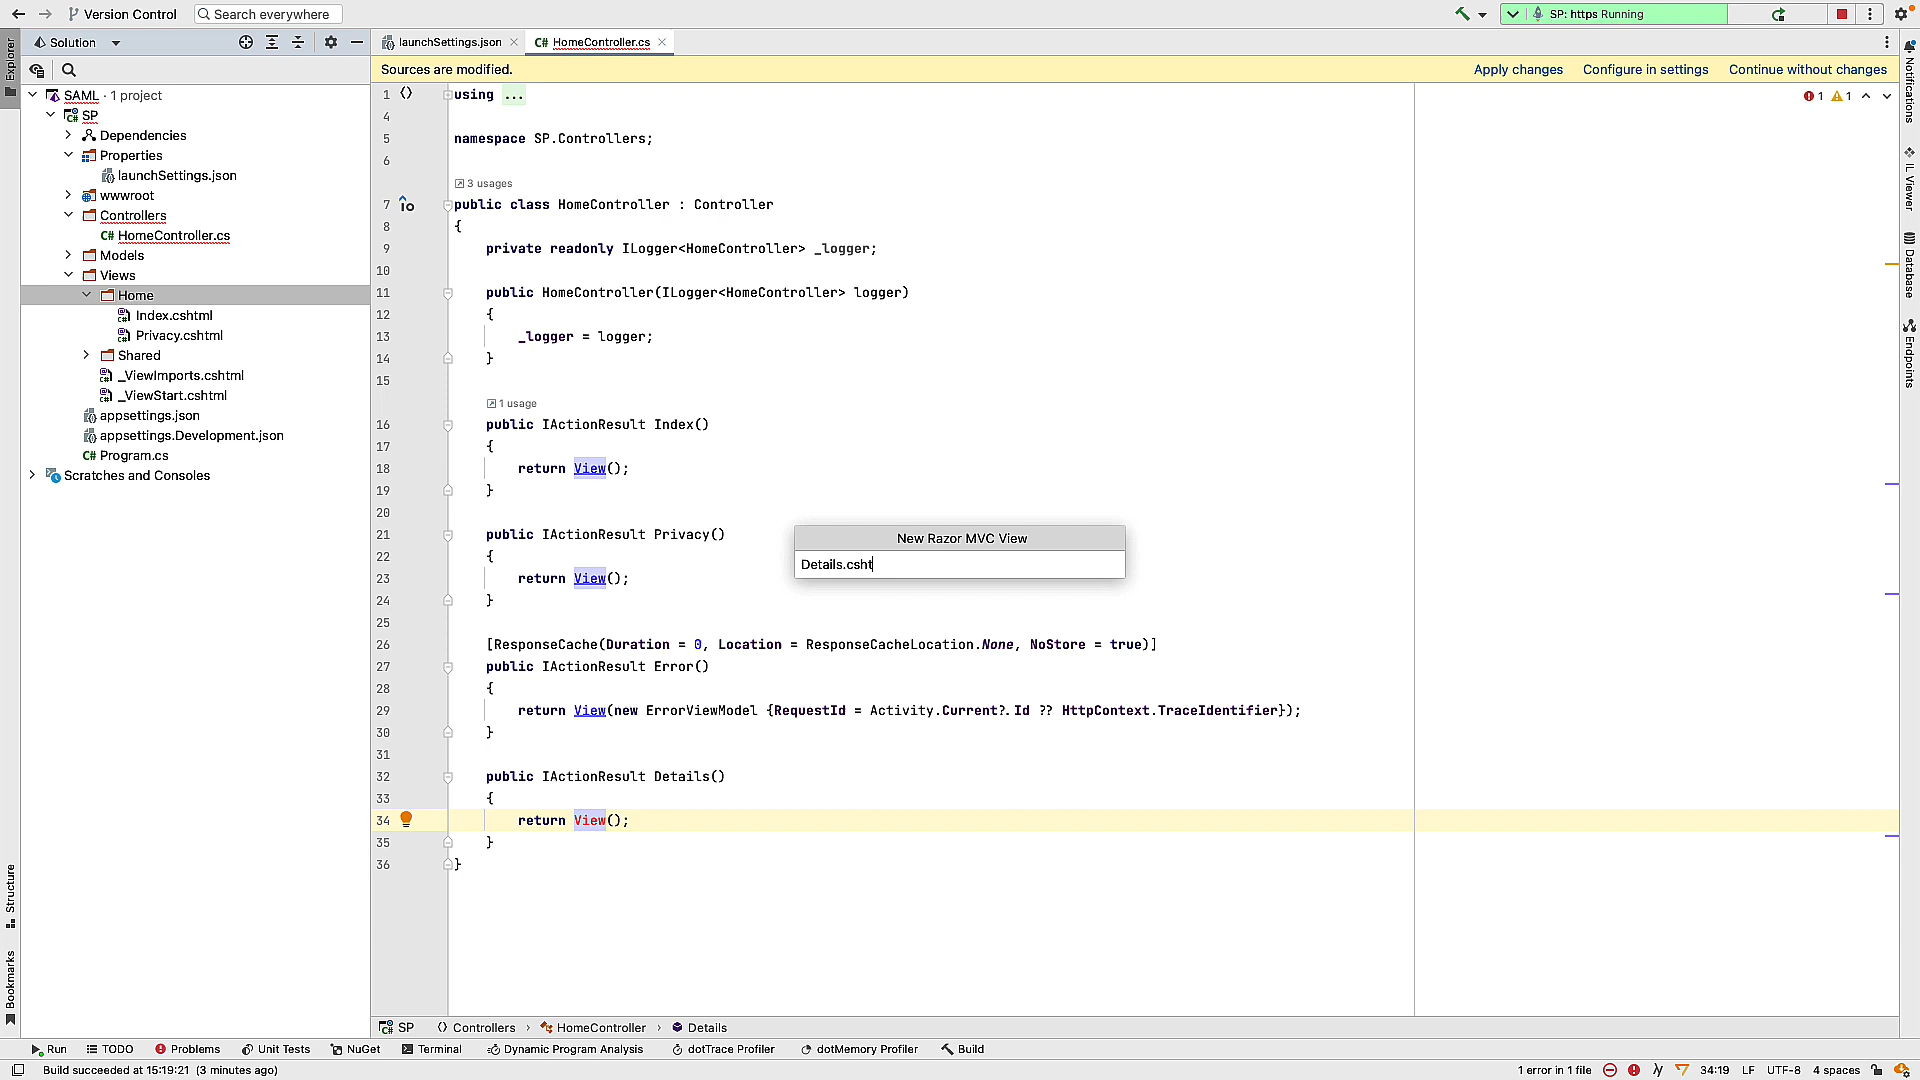 Version Control
Search everywhere
SP: https Running
Solution
launchSettings.json
C# HomeController.cs
Explorer
Sources are modified.
Apply changes
Configure in settings
Continue without changes
Notifications
IL Viewer
Database
Endpoints
Structure
Bookmarks
SAML · 1 project
SP
Dependencies
Properties
launchSettings.json
wwwroot
Controllers
C# HomeController.cs
Models
Views
Home
Index.cshtml
Privacy.cshtml
Shared
_ViewImports.cshtml
_ViewStart.cshtml
appsettings.json
appsettings.Development.json
C# Program.cs
Scratches and Consoles
1 using ...
1 1
4
5 namespace SP.Controllers;
6
3 usages
7 public class HomeController : Controller
8 {
9 private readonly ILogger<HomeController> _logger;
10
11 public HomeController(ILogger<HomeController> logger)
12 {
13 _logger = logger;
14 }
15
1 usage
16 public IActionResult Index()
17 {
18 return View();
19 }
20
21 public IActionResult Privacy()
22 {
23 return View();
24 }
25
26 [ResponseCache(Duration = 0, Location = ResponseCacheLocation.None, NoStore = true)]
27 public IActionResult Error()
28 {
29 return View(new ErrorViewModel {RequestId = Activity.Current?.Id ?? HttpContext.TraceIdentifier});
30 }
31
32 public IActionResult Details()
33 {
34 return View();
35 }
36 }
New Razor MVC View
Details.csht
SP Controllers › HomeController › Details
Run TODO Problems Unit Tests NuGet Terminal Dynamic Program Analysis dotTrace Profiler dotMemory Profiler Build
Build succeeded at 15:19:21 (3 minutes ago)
1 error in 1 file 34:19 LF UTF-8 4 spaces